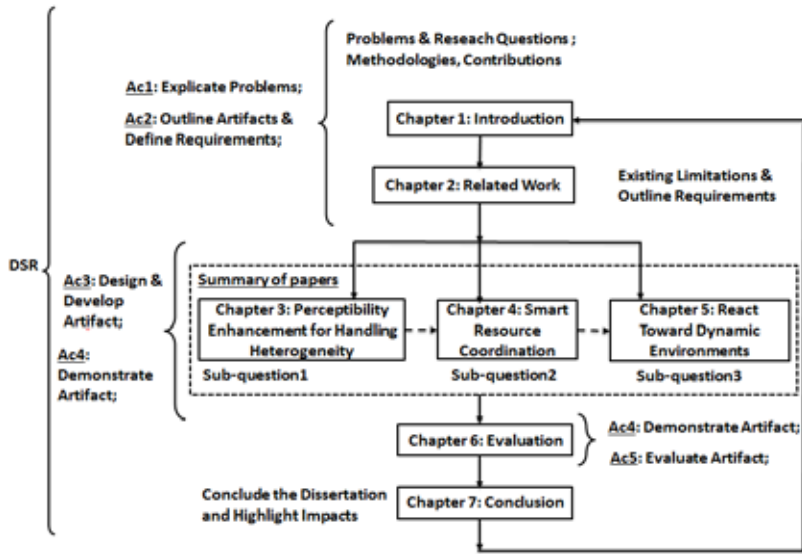 Problems & Reseach Questions ;
Methodologies, Contributions
Ac1: Explicate Problems;
Ac2: Outline Artifacts &
Define Requirements;
Chapter 1: Introduction
Chapter 2: Related Work
Existing Limitations &
Outline Requirements
DSR
Ac3: Design &
Develop
Artifact;
Ac4:
Demonstrate
Artifact;
Summary of papers
Chapter 3: Perceptibility
Enhancement for Handling
Heterogeneity
Sub-question1
Chapter 4: Smart
Resource
Coordination
Sub-question2
Chapter 5: React
Toward Dynamic
Environments
Sub-question3
Chapter 6: Evaluation
Ac4: Demonstrate Artifact;
Ac5: Evaluate Artifact;
Conclude the Dissertation
and Highlight Impacts
Chapter 7: Conclusion